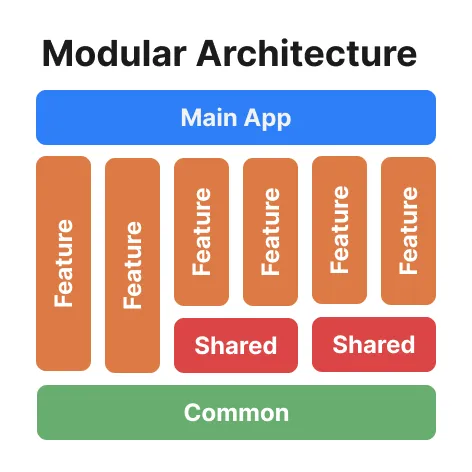 Modular Architecture
Main App
Feature
Feature
Feature
Feature
Feature
Feature
Shared
Shared
Common